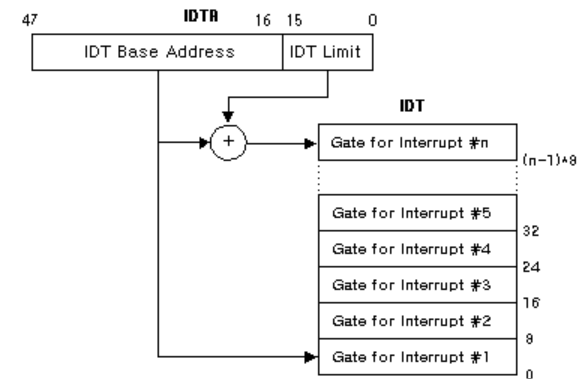 IDTR
47 16 15 0
IDT Base Address IDT Limit
IDT
+
Gate for Interrupt #n
(n-1)*8
Gate for Interrupt #5
32
Gate for Interrupt #4
24
Gate for Interrupt #3
16
Gate for Interrupt #2
8
Gate for Interrupt #1
0